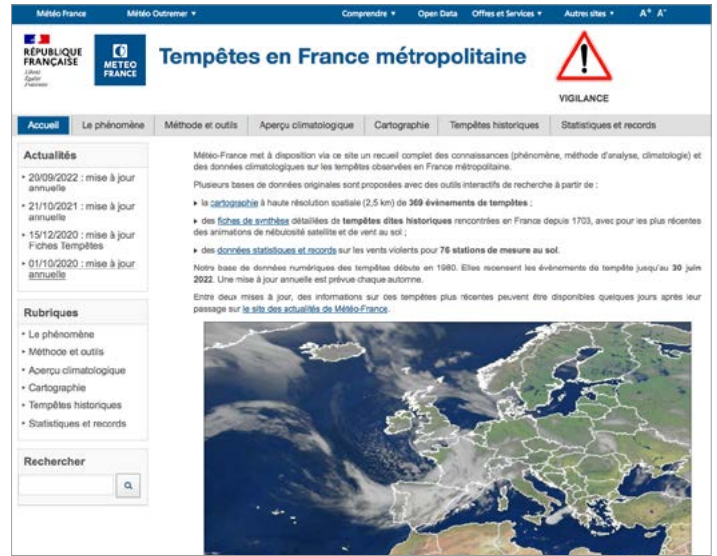 Météo France Météo Outremer Comprendre Open Data Offres et Services Autres sites A+ A-
RÉPUBLIQUE
FRANÇAISE
Liberté
Égalité
Fraternité
METEO
FRANCE
Tempêtes en France métropolitaine
VIGILANCE
Accueil Le phénomène Méthode et outils Aperçu climatologique Cartographie Tempêtes historiques Statistiques et records
Actualités
20/09/2022 : mise à jour
annuelle
21/10/2021 : mise à jour
annuelle
15/12/2020 : mise à jour
Fiches Tempêtes
01/10/2020 : mise à jour
annuelle
Rubriques
Le phénomène
Méthode et outils
Aperçu climatologique
Cartographie
Tempêtes historiques
Statistiques et records
Rechercher
Météo-France met à disposition via ce site un recueil complet des connaissances (phénomène, méthode d'analyse, climatologie) et
des données climatologiques sur les tempêtes observées en France métropolitaine.
Plusieurs bases de données originales sont proposées avec des outils interactifs de recherche à partir de :
la cartographie à haute résolution spatiale (2,5 km) de 369 évènements de tempêtes ;
des fiches de synthèse détaillées de tempêtes dites historiques rencontrées en France depuis 1703, avec pour les plus récentes
des animations de nébulosité satellite et de vent au sol ;
des données statistiques et records sur les vents violents pour 76 stations de mesure au sol.
Notre base de données numériques des tempêtes débute en 1980. Elles recensent les évènements de tempête jusqu'au 30 juin
2022. Une mise à jour annuelle est prévue chaque automne.
Entre deux mises à jour, des informations sur des tempêtes plus récentes peuvent être disponibles quelques jours après leur
passage sur le site des actualités de Météo-France.